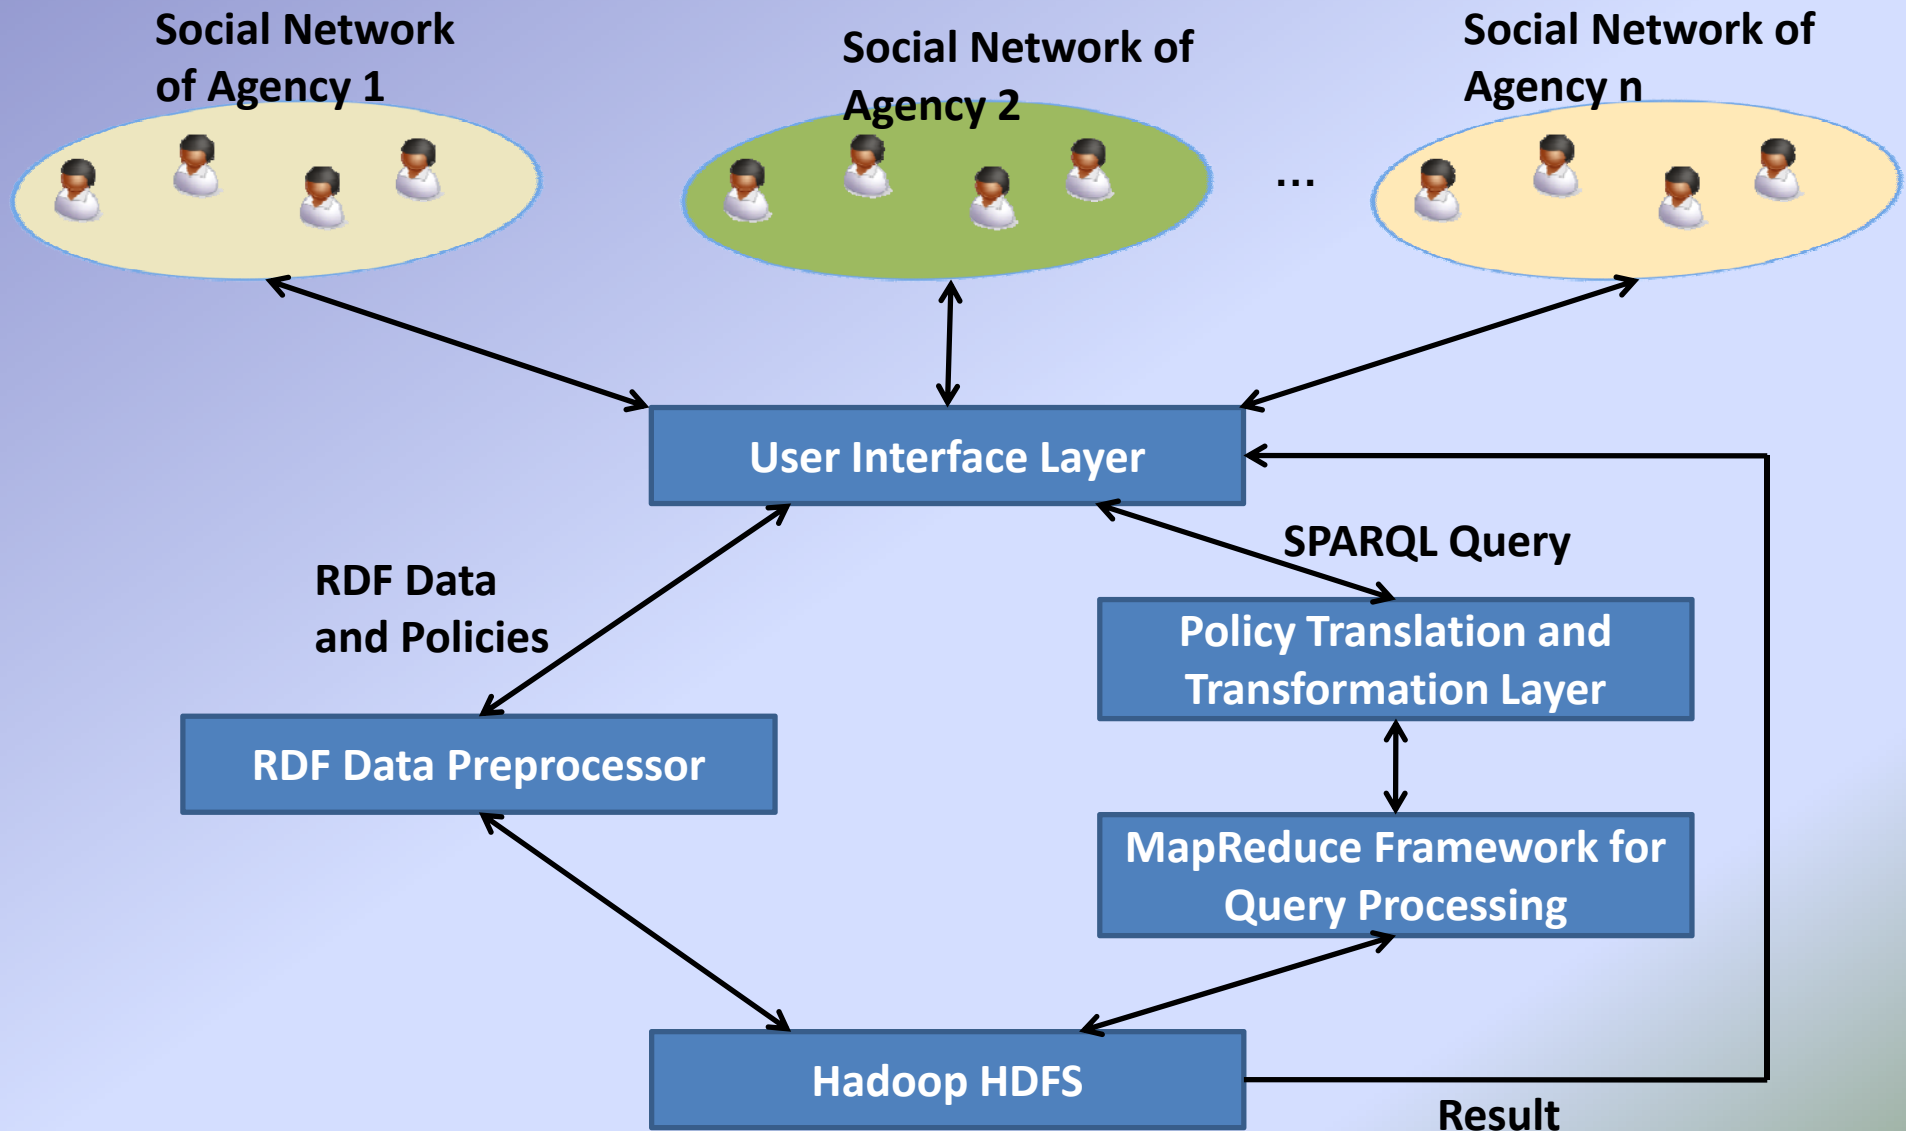 Social Network
of Agency 1
Social Network of
Agency 2
Social Network of
Agency n
...
User Interface Layer
SPARQL Query
RDF Data
and Policies
Policy Translation and
Transformation Layer
RDF Data Preprocessor
MapReduce Framework for
Query Processing
Hadoop HDFS
Result